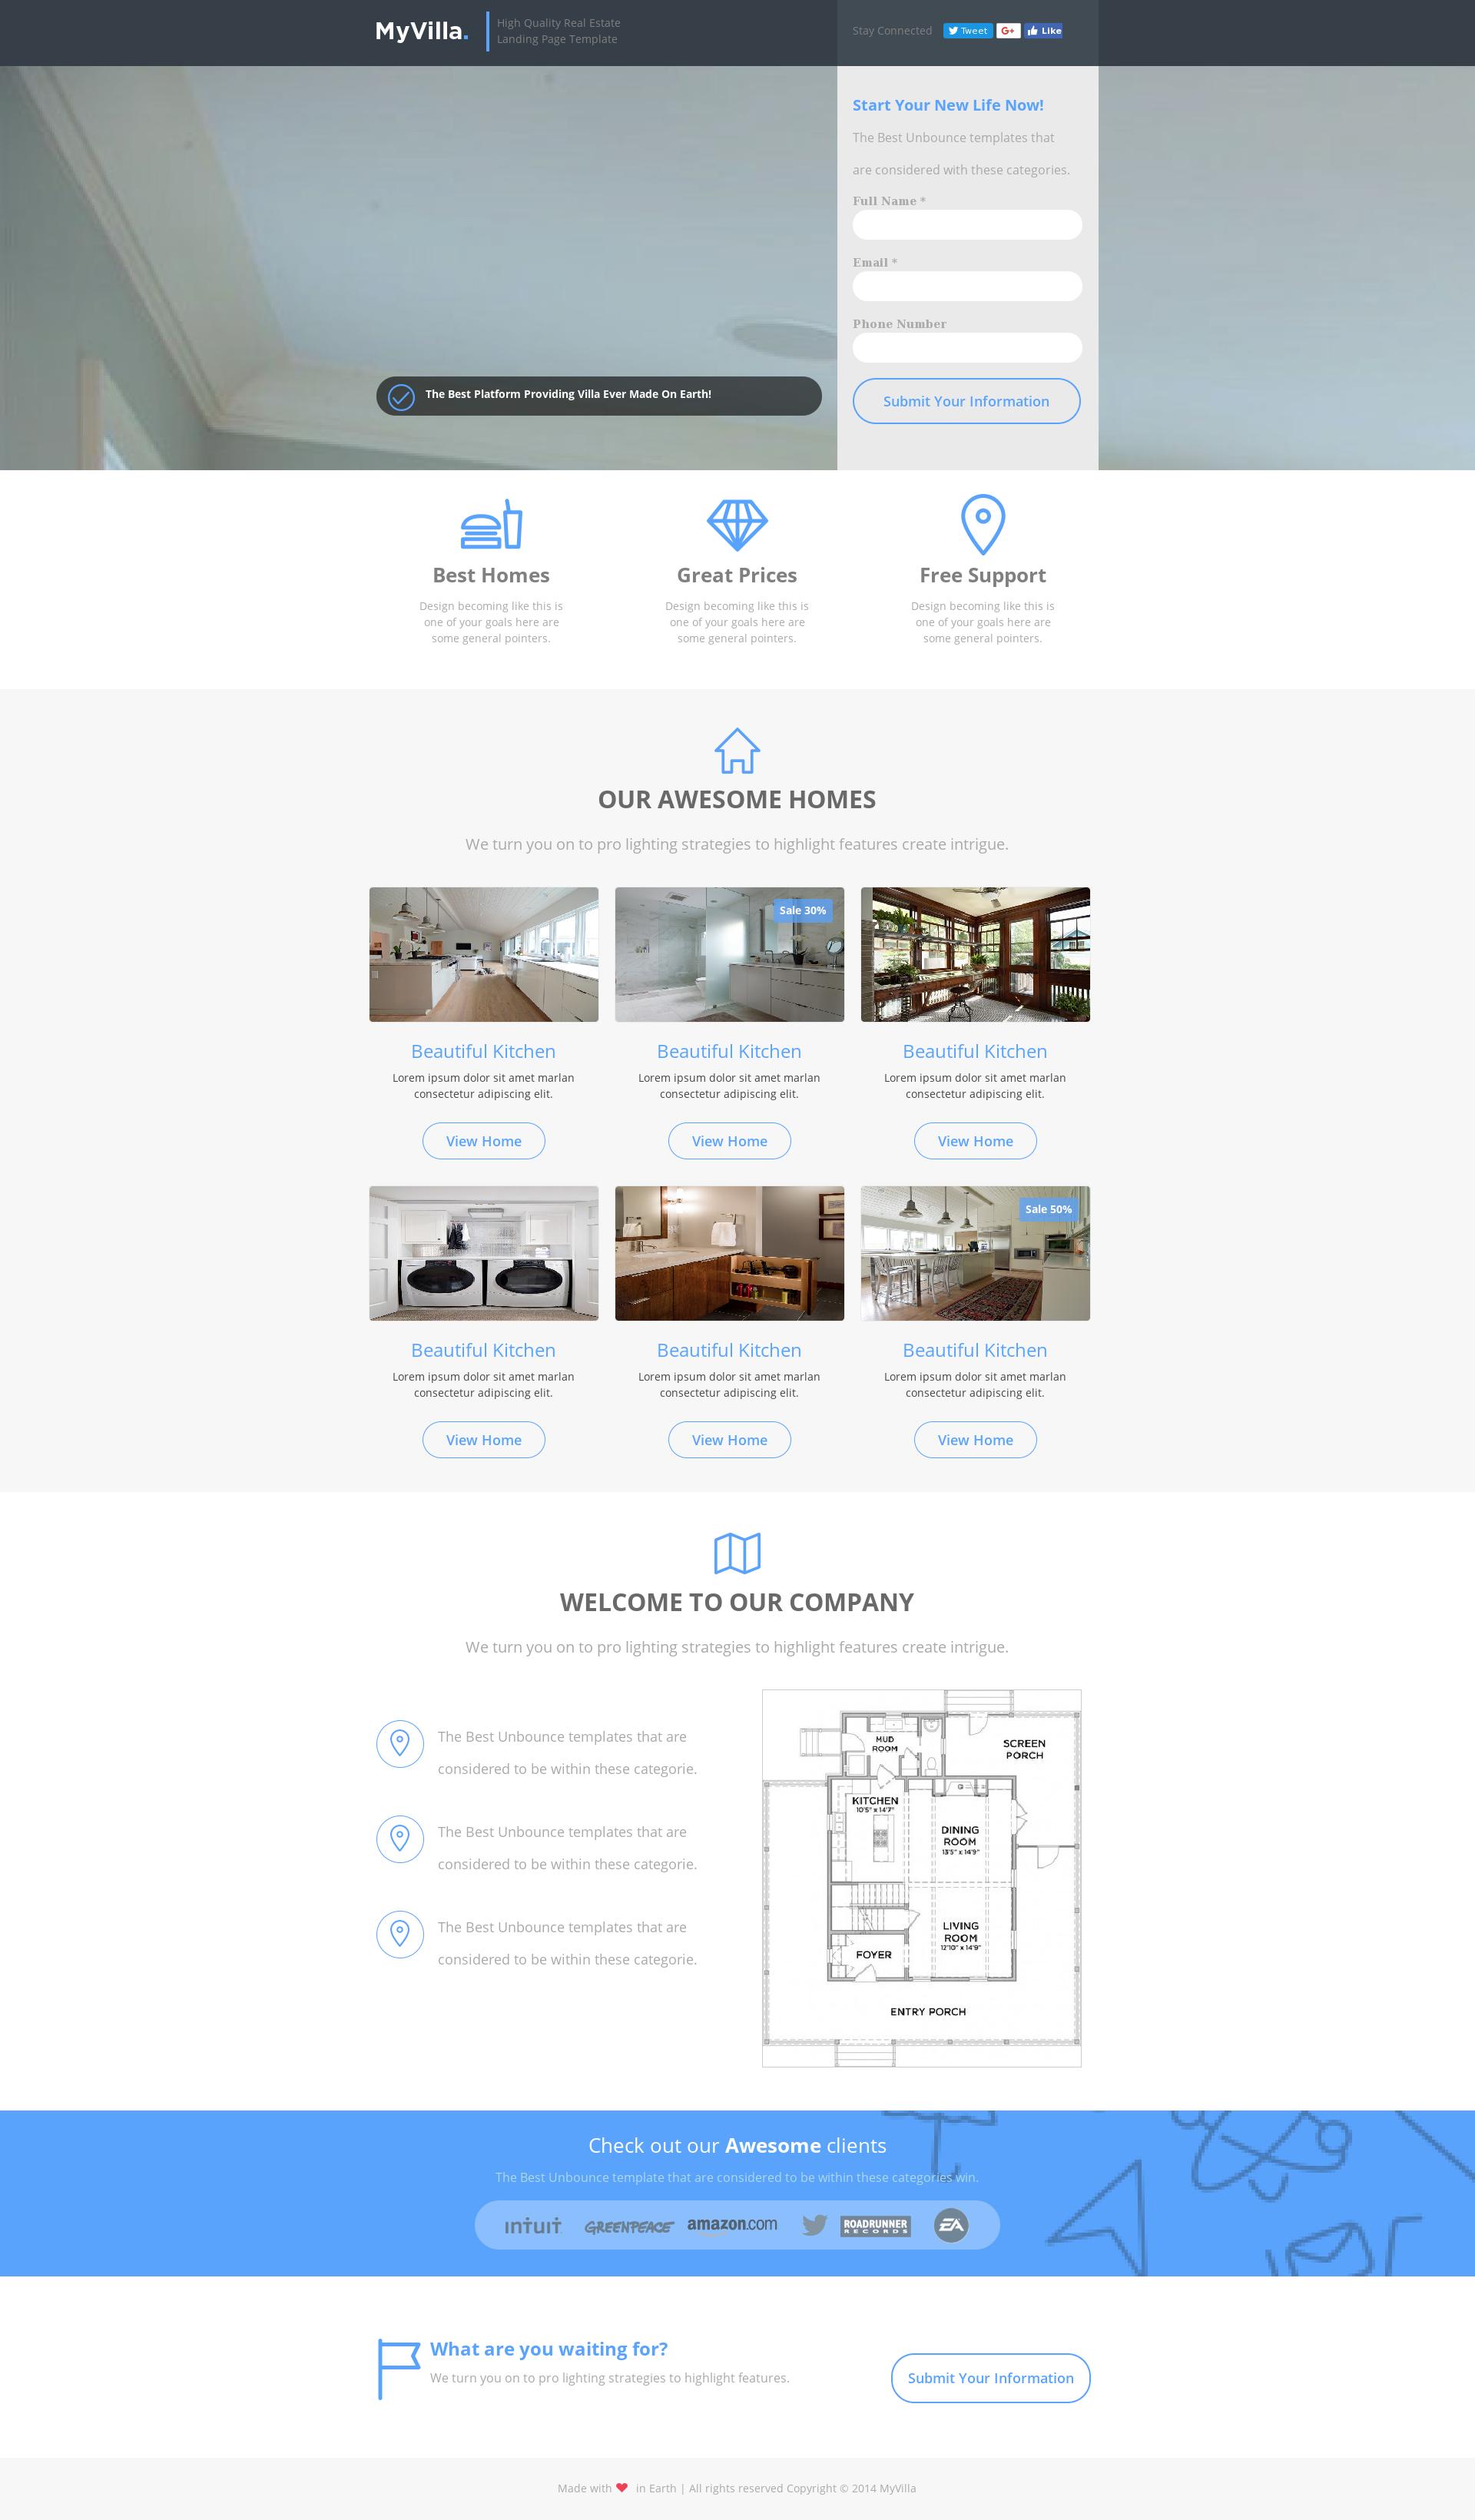 MyVilla.
High Quality Real Estate
Landing Page Template
Stay Connected
Tweet
G+
Like
Start Your New Life Now!
The Best Unbounce templates that
are considered with these categories.
Full Name *
Email *
Phone Number
The Best Platform Providing Villa Ever Made On Earth!
Submit Your Information
Best Homes
Design becoming like this is
one of your goals here are
some general pointers.
Great Prices
Design becoming like this is
one of your goals here are
some general pointers.
Free Support
Design becoming like this is
one of your goals here are
some general pointers.
OUR AWESOME HOMES
We turn you on to pro lighting strategies to highlight features create intrigue.
Sale 30%
Beautiful Kitchen
Lorem ipsum dolor sit amet marlan
consectetur adipiscing elit.
View Home
Beautiful Kitchen
Lorem ipsum dolor sit amet marlan
consectetur adipiscing elit.
View Home
Beautiful Kitchen
Lorem ipsum dolor sit amet marlan
consectetur adipiscing elit.
View Home
Sale 50%
Beautiful Kitchen
Lorem ipsum dolor sit amet marlan
consectetur adipiscing elit.
View Home
Beautiful Kitchen
Lorem ipsum dolor sit amet marlan
consectetur adipiscing elit.
View Home
Beautiful Kitchen
Lorem ipsum dolor sit amet marlan
consectetur adipiscing elit.
View Home
WELCOME TO OUR COMPANY
We turn you on to pro lighting strategies to highlight features create intrigue.
The Best Unbounce templates that are
considered to be within these categorie.
The Best Unbounce templates that are
considered to be within these categorie.
The Best Unbounce templates that are
considered to be within these categorie.
MUD
ROOM
SCREEN
PORCH
KITCHEN
10'5" x 14'7"
DINING
ROOM
13'5" x 14'9"
LIVING
ROOM
12'10" x 14'9"
FOYER
ENTRY PORCH
Check out our Awesome clients
The Best Unbounce template that are considered to be within these categories win.
intuit
GREENPEACE
amazon.com
ROADRUNNER
RECORDS
EA
What are you waiting for?
We turn you on to pro lighting strategies to highlight features.
Submit Your Information
Made with ❤ in Earth | All rights reserved Copyright © 2014 MyVilla